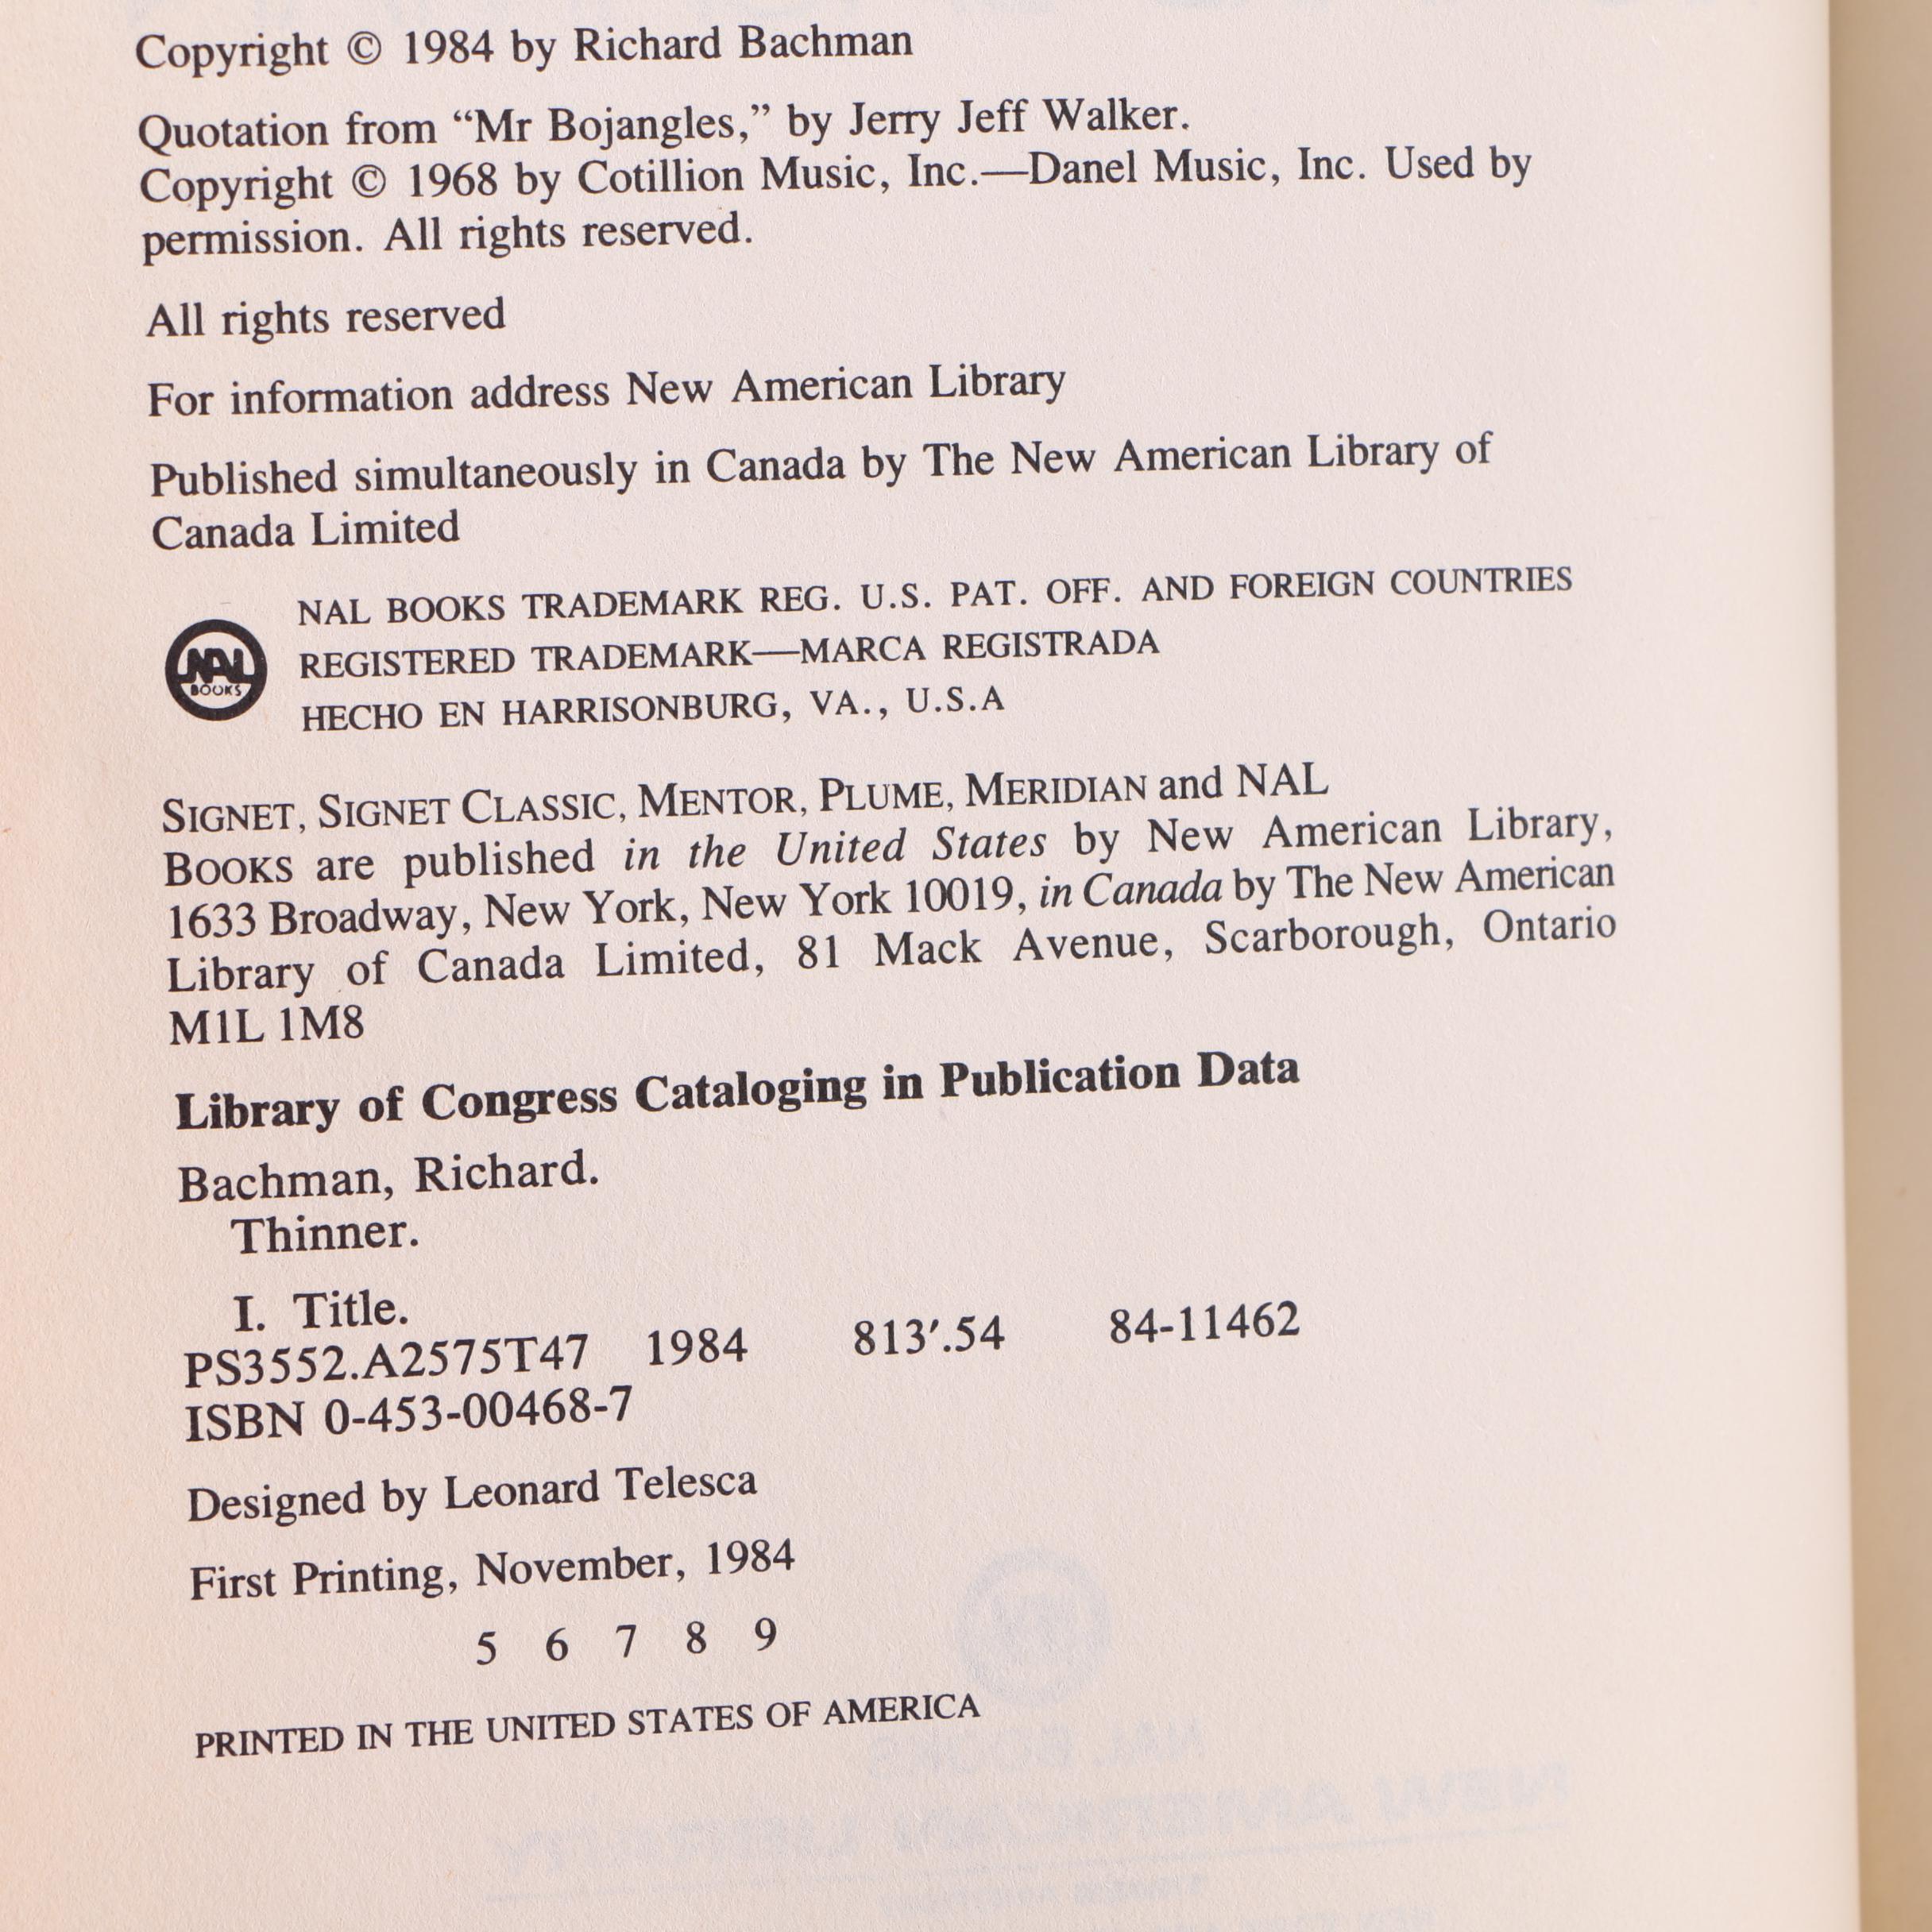 Copyright © 1984 by Richard Bachman
Quotation from “Mr Bojangles,” by Jerry Jeff Walker.
Copyright © 1968 by Cotillion Music, Inc.—Danel Music, Inc. Used by
permission. All rights reserved.
All rights reserved
For information address New American Library
Published simultaneously in Canada by The New American Library of
Canada Limited
NAL BOOKS TRADEMARK REG. U.S. PAT. OFF. AND FOREIGN COUNTRIES
REGISTERED TRADEMARK—MARCA REGISTRADA
HECHO EN HARRISONBURG, VA., U.S.A
NAL
BOOKS
SIGNET, SIGNET CLASSIC, MENTOR, PLUME, MERIDIAN and NAL
BOOKS are published in the United States by New American Library,
1633 Broadway, New York, New York 10019, in Canada by The New American
Library of Canada Limited, 81 Mack Avenue, Scarborough, Ontario
M1L 1M8
Library of Congress Cataloging in Publication Data
Bachman, Richard.
Thinner.
I. Title.
PS3552.A2575T47 1984 813′.54 84-11462
ISBN 0-453-00468-7
Designed by Leonard Telesca
First Printing, November, 1984
5 6 7 8 9
PRINTED IN THE UNITED STATES OF AMERICA